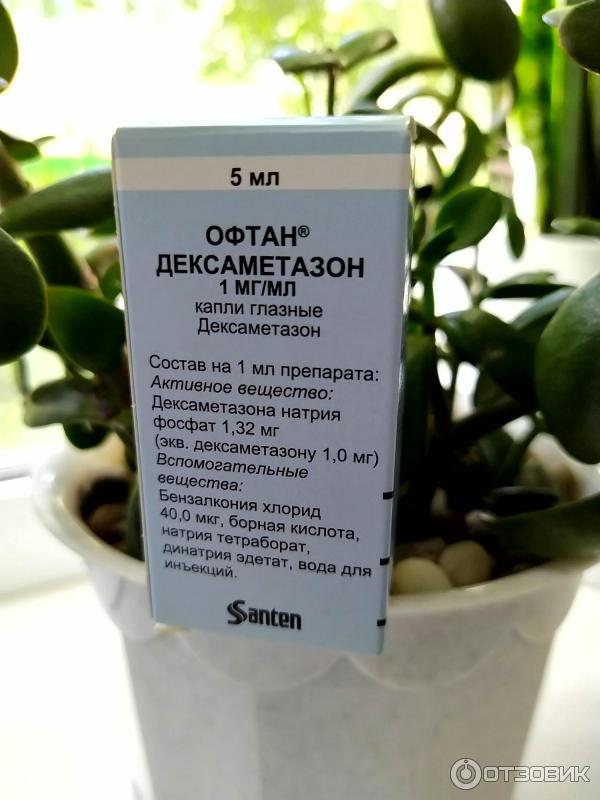 5 мл
ОФТАН®
ДЕКСАМЕТАЗОН
1 МГ/МЛ
капли глазные
Дексаметазон
Состав на 1 мл препарата:
Активное вещество:
Дексаметазона натрия
фосфат 1,32 мг
(экв. дексаметазону 1,0 мг)
Вспомогательные
вещества:
Бензалкония хлорид
40,0 мкг, борная кислота,
натрия тетраборат,
динатрия эдетат, вода для
инъекций.
Santen
ОТЗОВИК